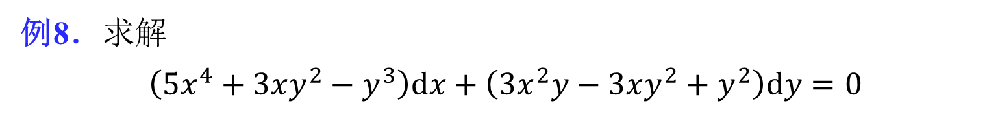 例8. 求解
(5x⁴ + 3xy² − y³)dx + (3x²y − 3xy² + y²)dy = 0